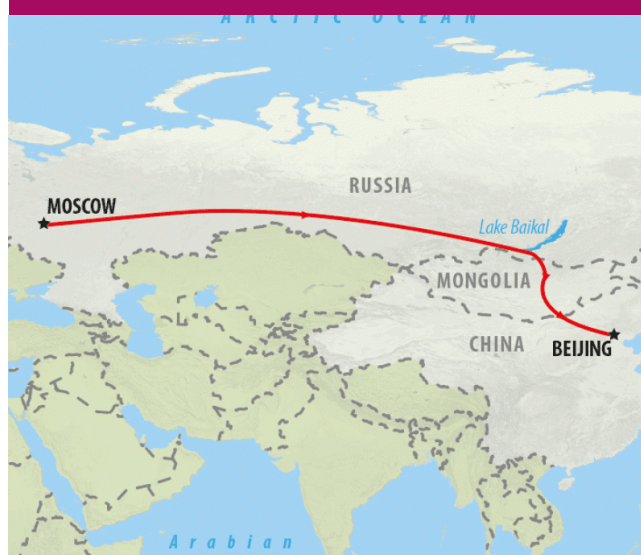 ARCTIC OCEAN
MOSCOW
RUSSIA
Lake Baikal
MONGOLIA
CHINA
BEIJING
Arabian